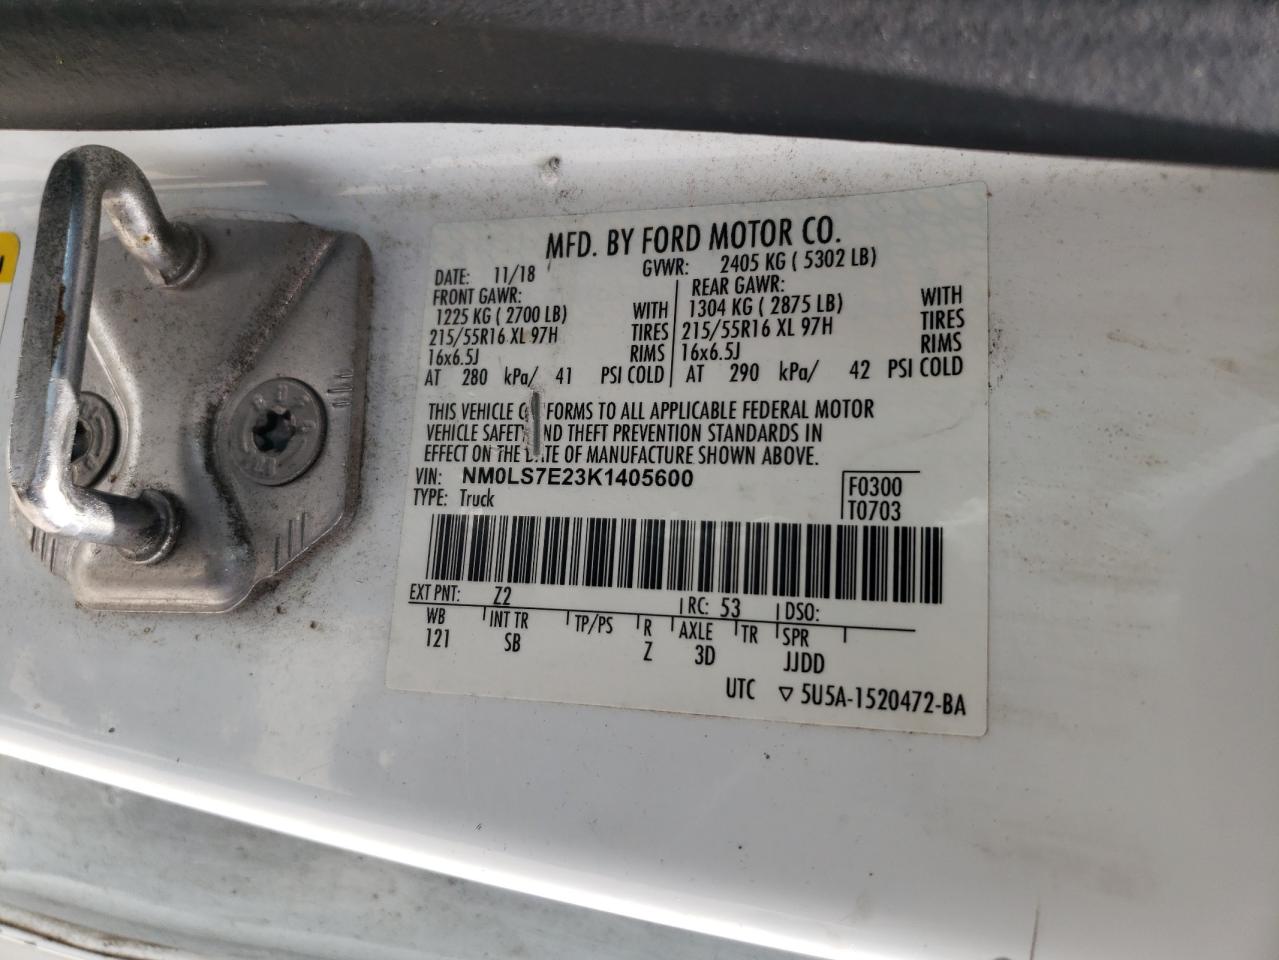 MFD. BY FORD MOTOR CO.
DATE: 11/18 GVWR: 2405 KG ( 5302 LB)
FRONT GAWR: REAR GAWR:
1225 KG ( 2700 LB) WITH 1304 KG ( 2875 LB) WITH
215/55R16 XL 97H TIRES 215/55R16 XL 97H TIRES
16x6.5J RIMS 16x6.5J RIMS
AT 280 kPa/ 41 PSI COLD AT 290 kPa/ 42 PSI COLD
THIS VEHICLE CONFORMS TO ALL APPLICABLE FEDERAL MOTOR
VEHICLE SAFETY AND THEFT PREVENTION STANDARDS IN
EFFECT ON THE DATE OF MANUFACTURE SHOWN ABOVE.
VIN: NM0LS7E23K1405600
TYPE: Truck
F0300
T0703
EXT PNT: Z2 RC: 53 DSO:
WB INT TR TP/PS R AXLE TR SPR
121 SB Z 3D JJDD
UTC ▽ 5U5A-1520472-BA